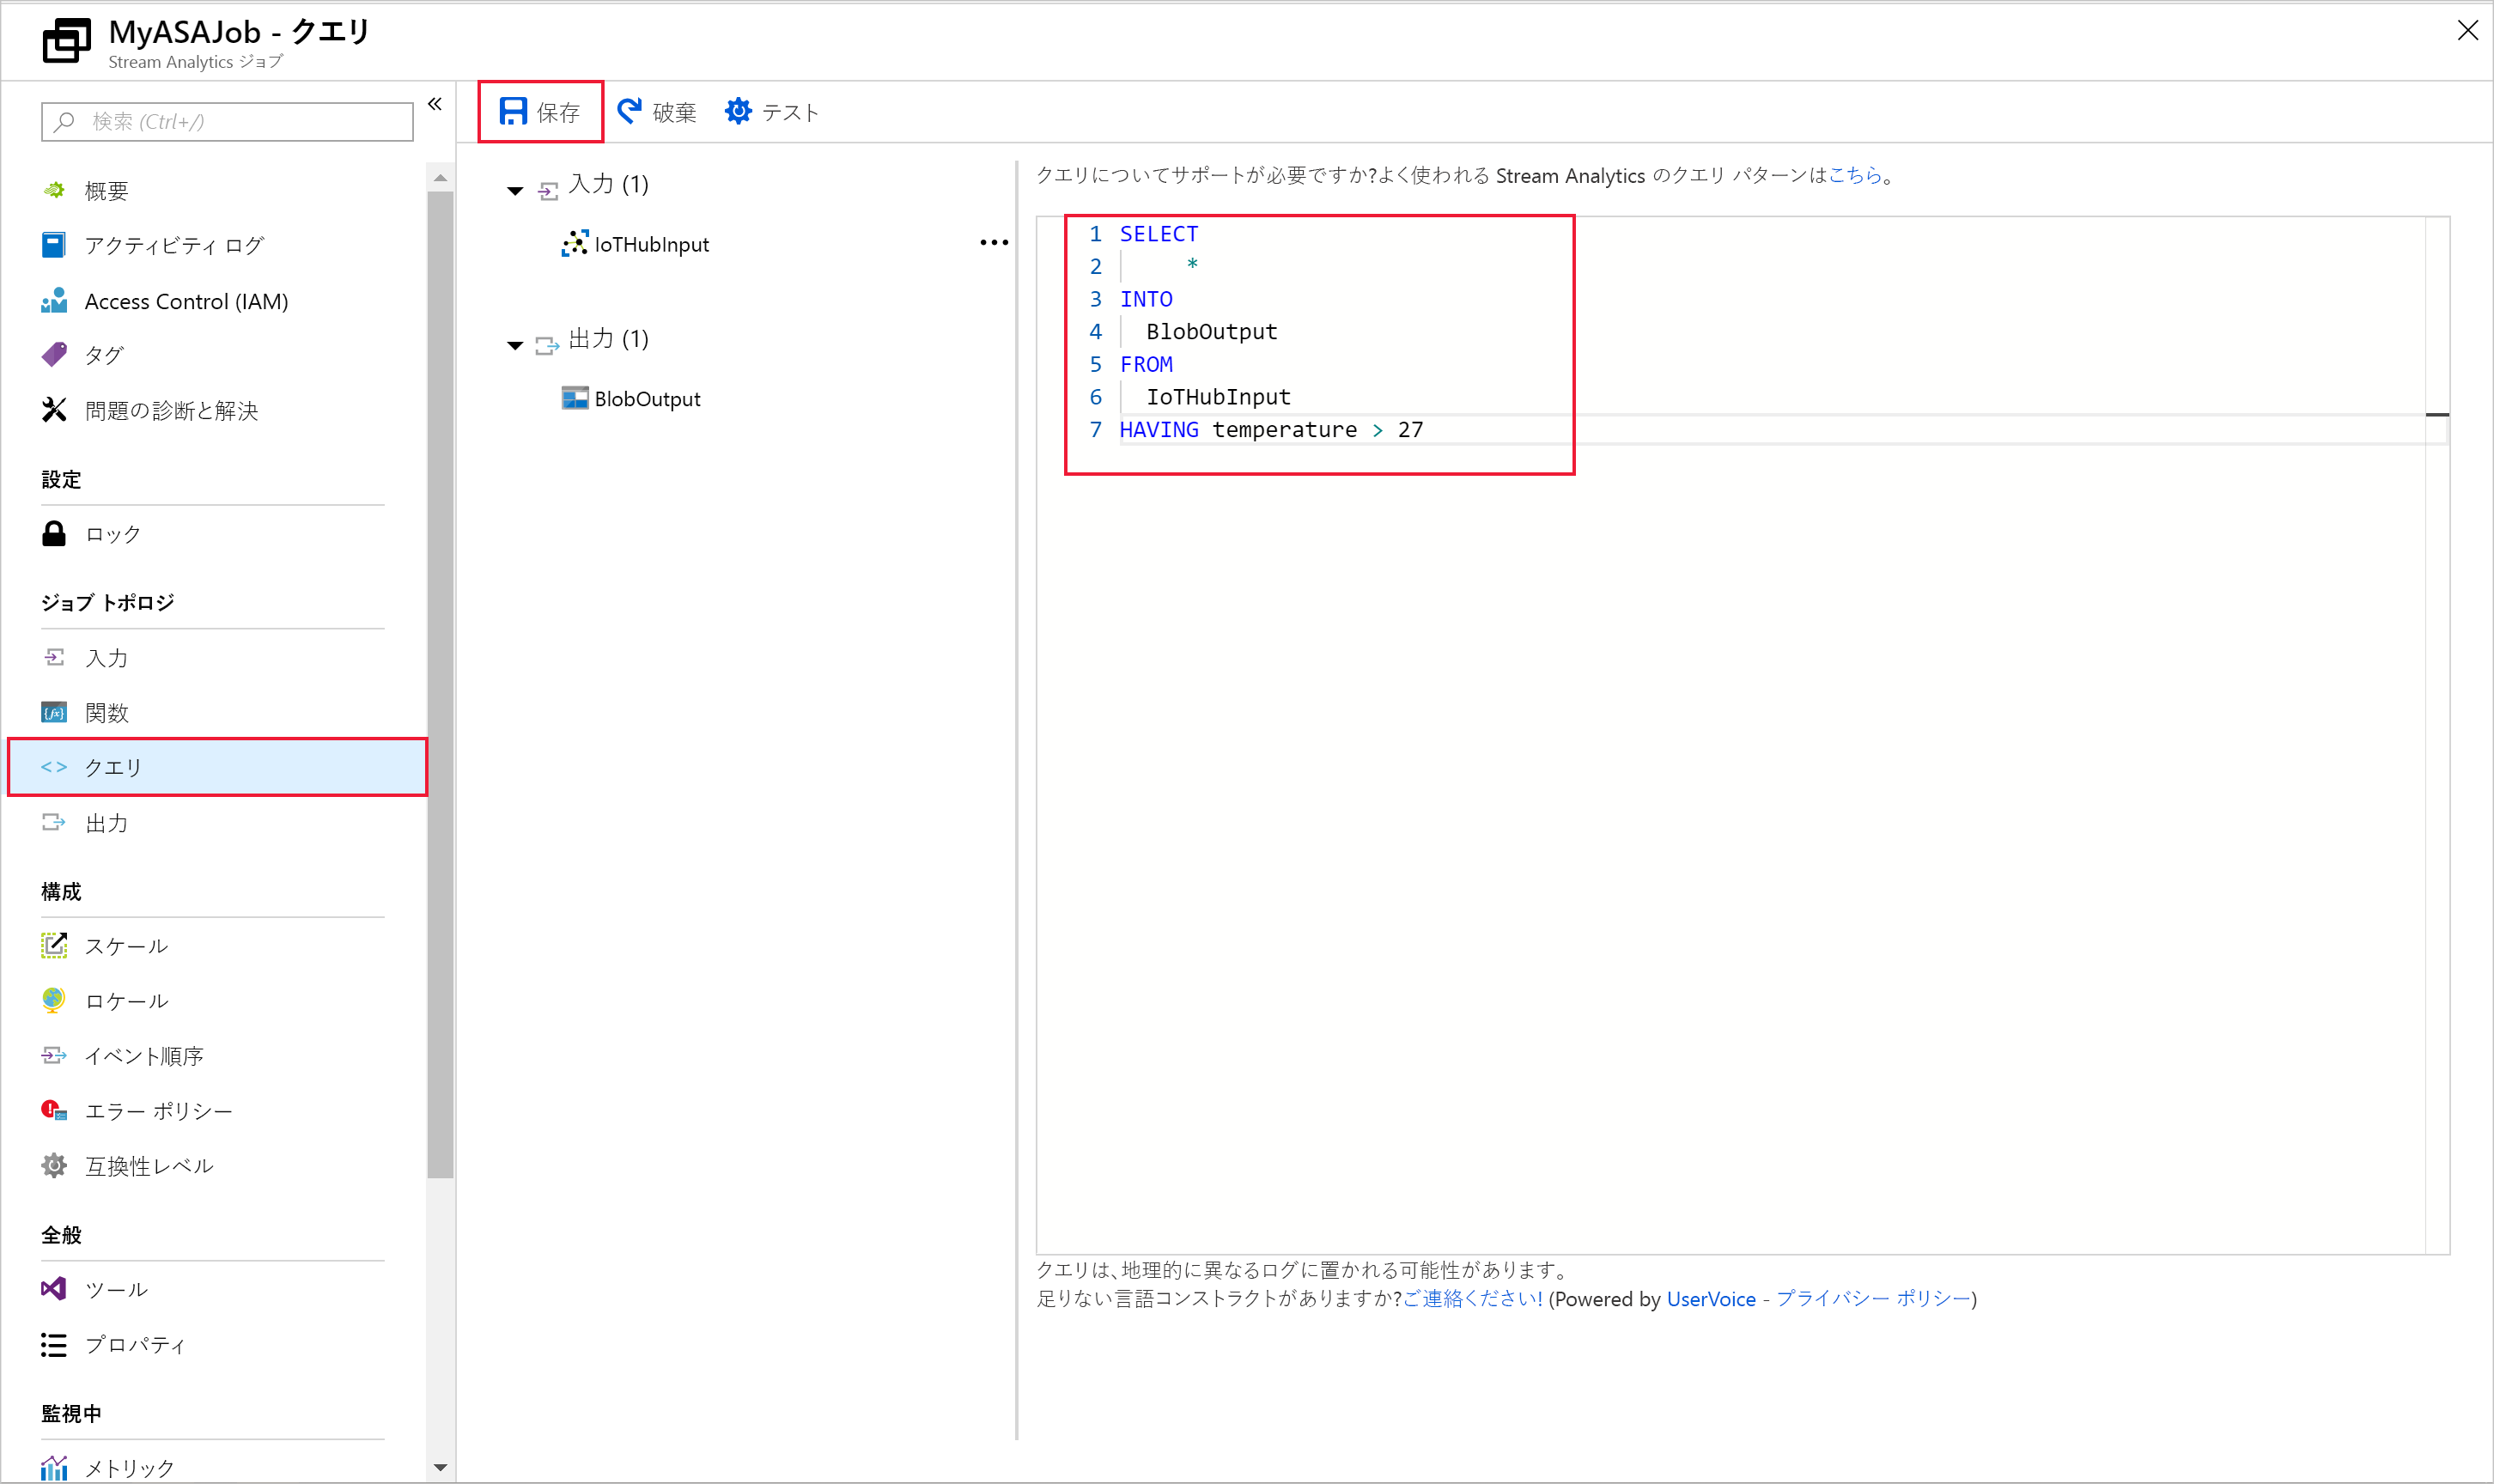 MyASAJob - クエリ
Stream Analytics ジョブ
検索 (Ctrl+/)
概要
アクティビティ ログ
Access Control (IAM)
タグ
問題の診断と解決
設定
ロック
ジョブ トポロジ
入力
関数
クエリ
出力
構成
スケール
ロケール
イベント順序
エラー ポリシー
互換性レベル
全般
ツール
プロパティ
監視中
メトリック
保存 破棄 テスト
入力 (1)
IoTHubInput
出力 (1)
BlobOutput
クエリについてサポートが必要ですか?よく使われる Stream Analytics のクエリ パターンはこちら。
1 SELECT
2 *
3 INTO
4 BlobOutput
5 FROM
6 IoTHubInput
7 HAVING temperature > 27
クエリは、地理的に異なるログに置かれる可能性があります。
足りない言語コンストラクトがありますか?ご連絡ください! (Powered by UserVoice - プライバシー ポリシー)